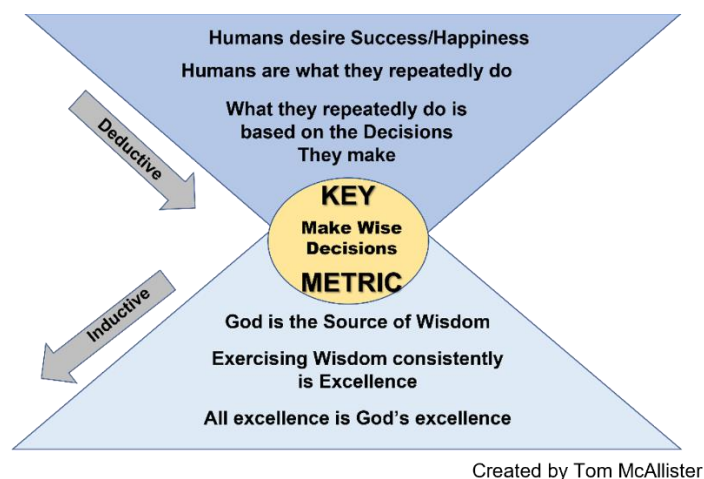 Humans desire Success/Happiness
Humans are what they repeatedly do
What they repeatedly do is
based on the Decisions
They make
Deductive
KEY
Make Wise
Decisions
METRIC
Inductive
God is the Source of Wisdom
Exercising Wisdom consistently
is Excellence
All excellence is God's excellence
Created by Tom McAllister